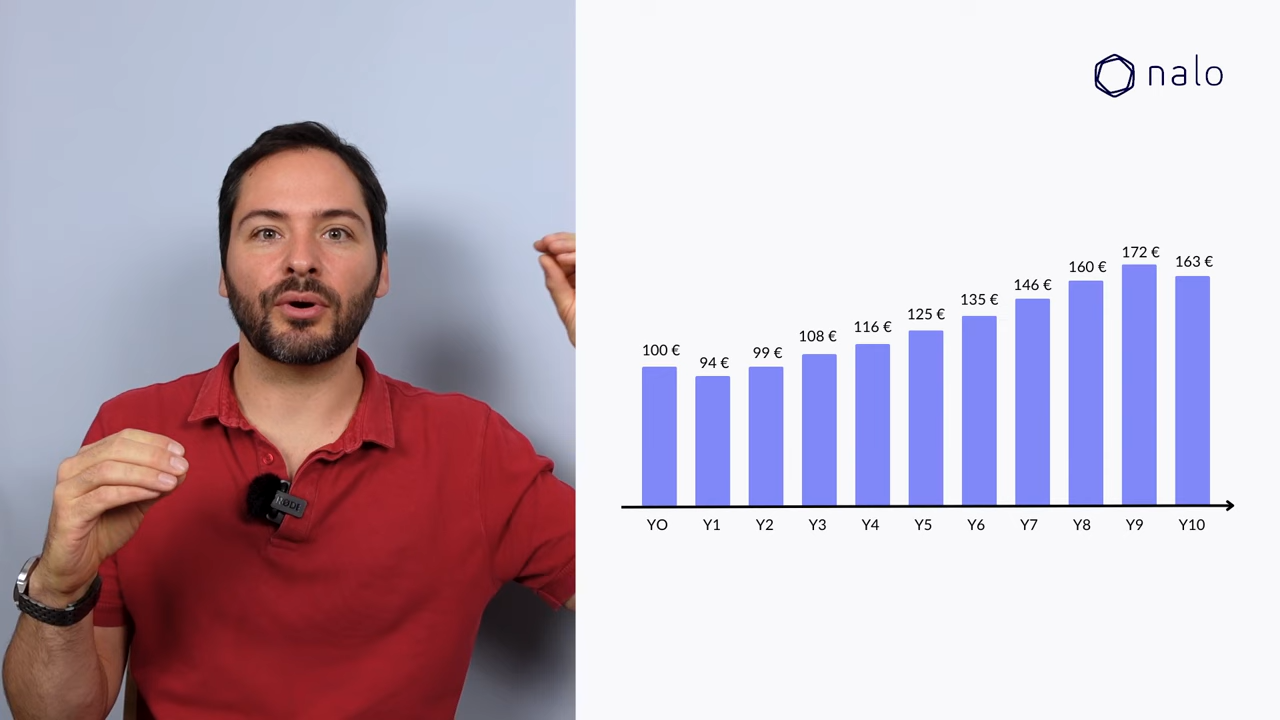 nalo
172 €
163 €
160 €
146 €
135 €
125 €
116 €
108 €
100 €
99 €
94 €
RØDE
YO
Y1
Y2
Y3
Y4
Y5
Y6
Y7
Y8
Y9
Y10